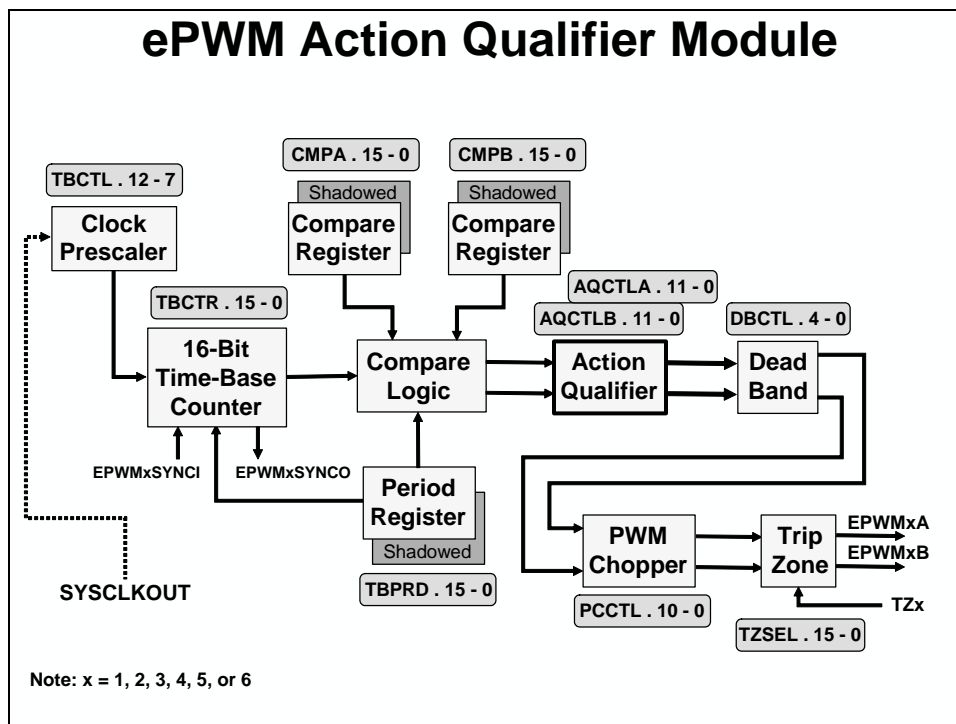 ePWM Action Qualifier Module
CMPA . 15 - 0
CMPB . 15 - 0
TBCTL . 12 - 7
Shadowed
Shadowed
Clock
Prescaler
Compare
Register
Compare
Register
AQCTLA . 11 - 0
TBCTR . 15 - 0
AQCTLB . 11 - 0
DBCTL . 4 - 0
16-Bit
Time-Base
Counter
Compare
Logic
Action
Qualifier
Dead
Band
EPWMxSYNCI
EPWMxSYNCO
Period
Register
Shadowed
TBPRD . 15 - 0
SYSCLKOUT
PWM
Chopper
PCCTL . 10 - 0
Trip
Zone
EPWMxA
EPWMxB
TZx
TZSEL . 15 - 0
Note: x = 1, 2, 3, 4, 5, or 6